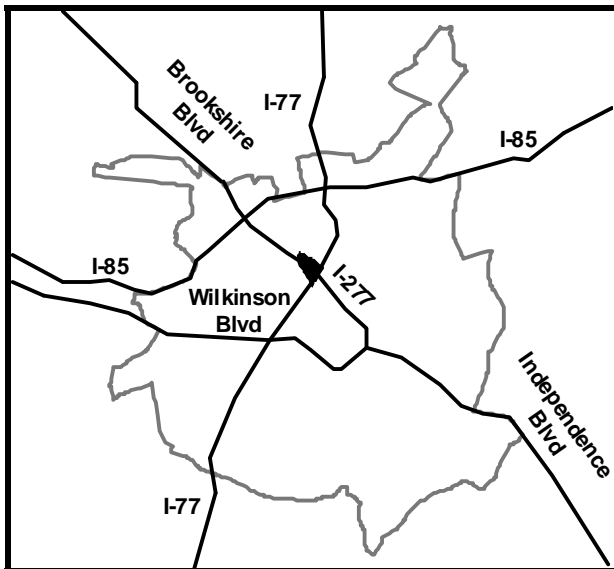 Brookshire
Blvd
I-77
I-85
I-85
I-277
Wilkinson
Blvd
Independence
Blvd
I-77